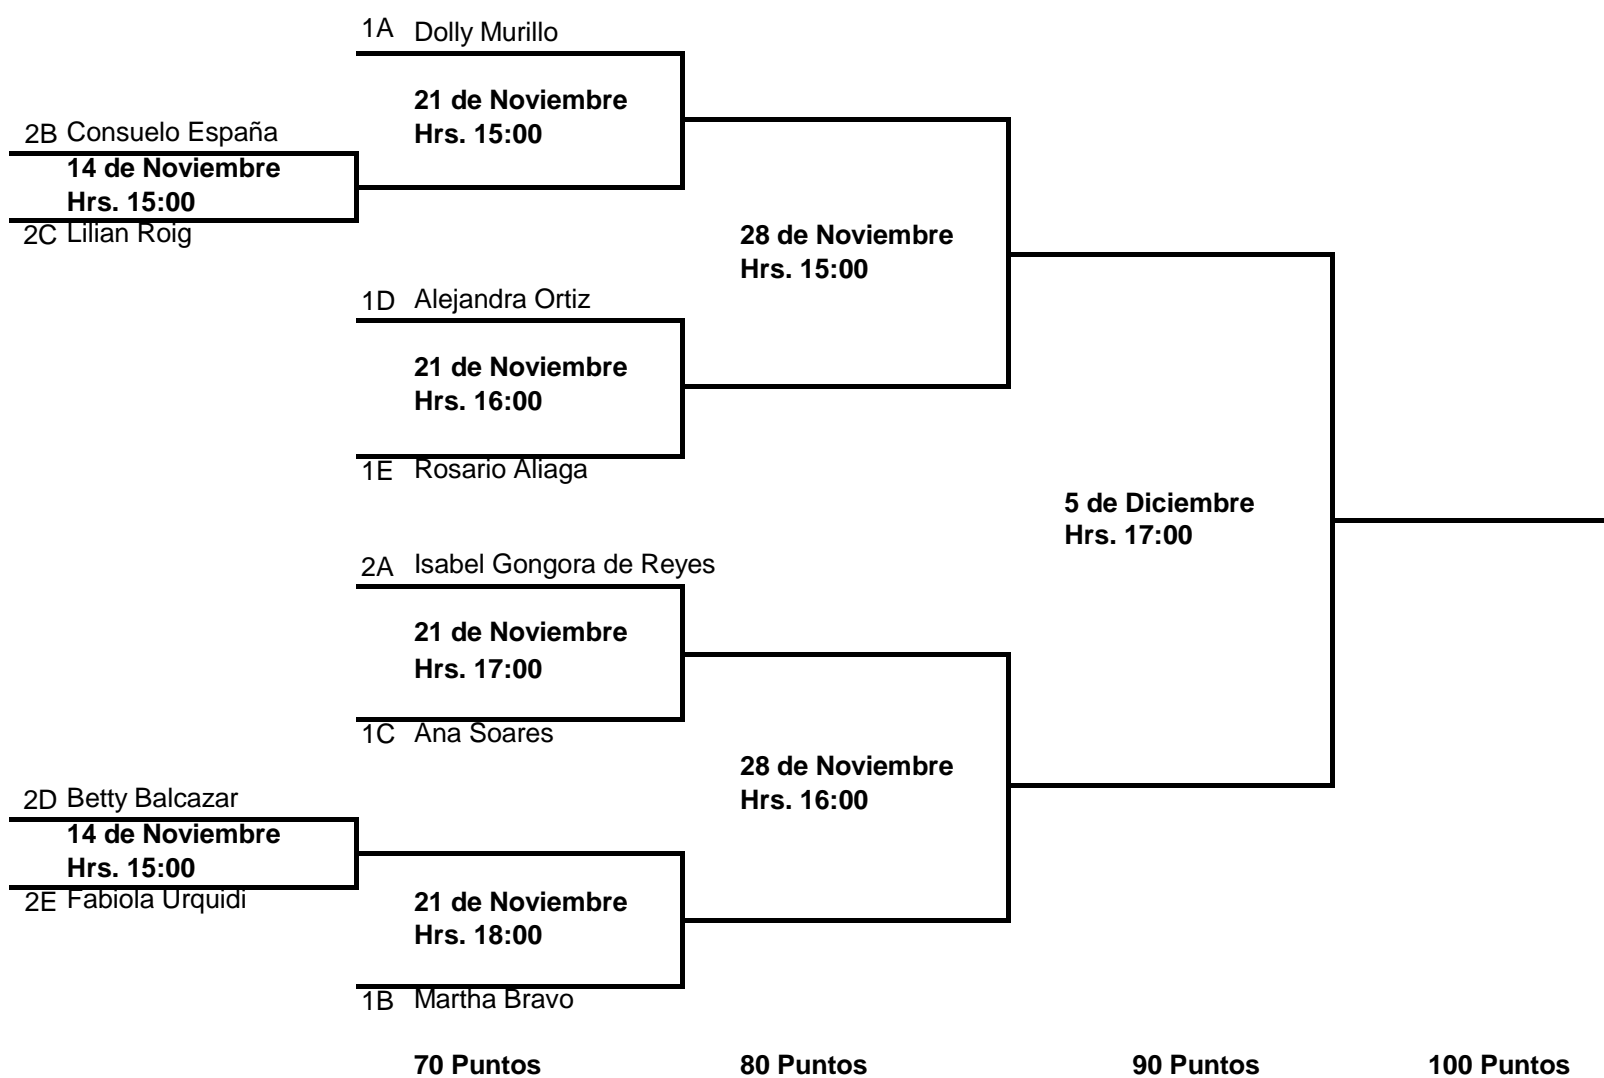 1A Dolly Murillo
21 de Noviembre
Hrs. 15:00
2B Consuelo España
14 de Noviembre
Hrs. 15:00
2C Lilian Roig
28 de Noviembre
Hrs. 15:00
1D Alejandra Ortiz
21 de Noviembre
Hrs. 16:00
1E Rosario Aliaga
5 de Diciembre
Hrs. 17:00
2A Isabel Gongora de Reyes
21 de Noviembre
Hrs. 17:00
1C Ana Soares
28 de Noviembre
Hrs. 16:00
2D Betty Balcazar
14 de Noviembre
Hrs. 15:00
2E Fabiola Urquidi
21 de Noviembre
Hrs. 18:00
1B Martha Bravo
70 Puntos 80 Puntos 90 Puntos 100 Puntos